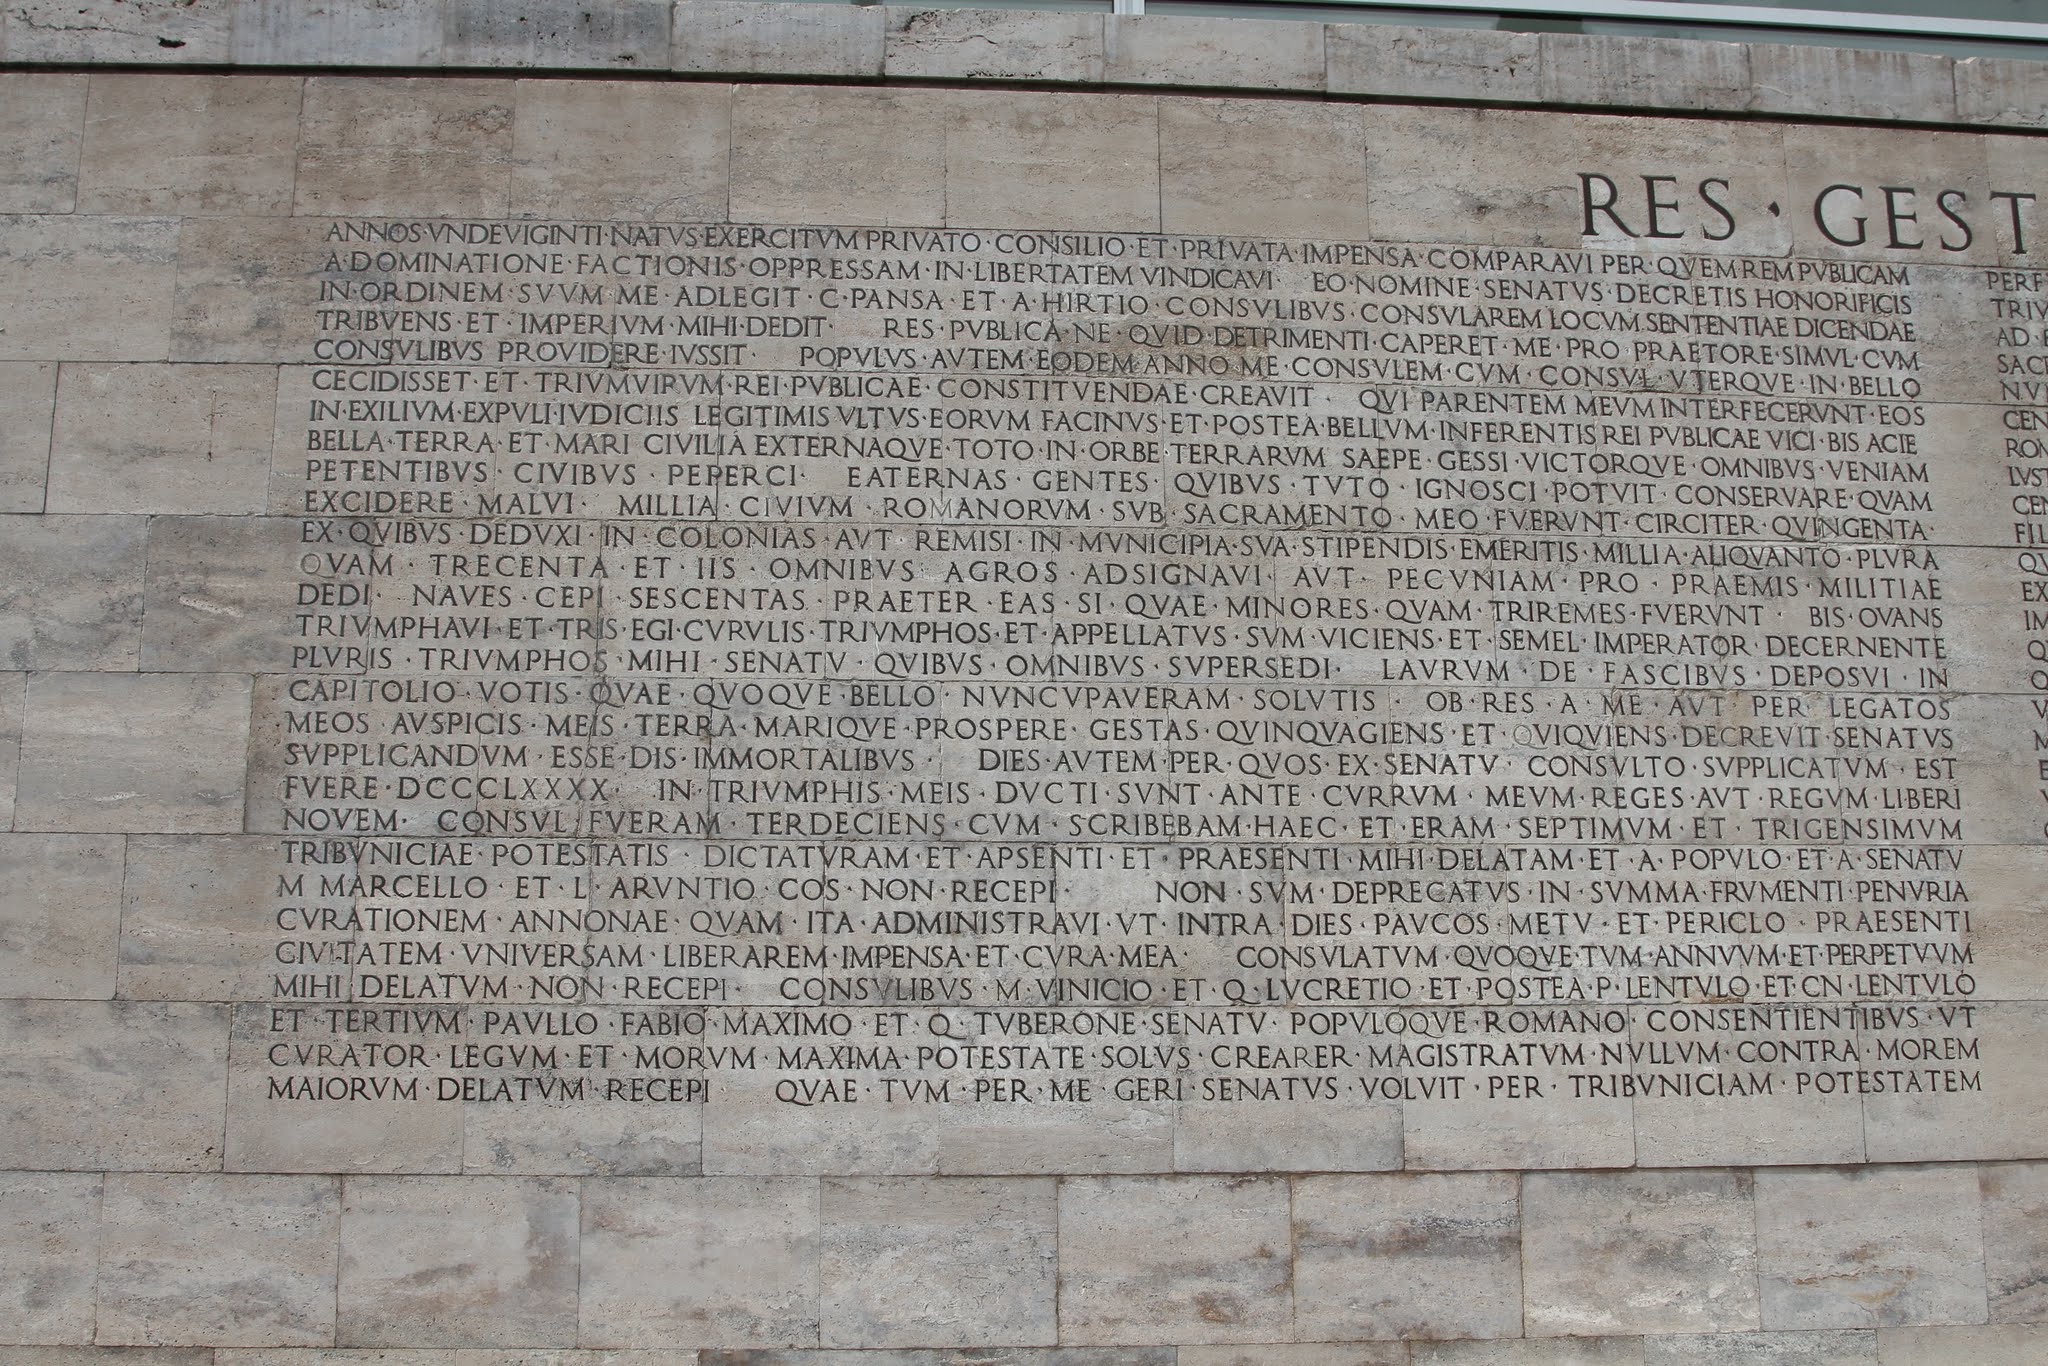 RES · GEST
ANNOS·VNDEVIGINTI·NATVS·EXERCITVM PRIVATO·CONSILIO·ET·PRIVATA·IMPENSA·COMPARAVI PER·QVEM·REM PVBLICAM
A·DOMINATIONE·FACTIONIS·OPPRESSAM·IN·LIBERTATEM VINDICAVI· EO·NOMINE·SENATVS·DECRETIS HONORIFICIS
IN·ORDINEM·SVVM ME·ADLEGIT·C·PANSA·ET·A·HIRTIO·CONSVLIBVS·CONSVLAREM LOCVM SENTENTIAE DICENDAE
TRIBVENS·ET·IMPERIVM·MIHI·DEDIT· RES·PVBLICA·NE·QVID·DETRIMENTI·CAPERET·ME·PRO PRAETORE·SIMVL·CVM
CONSVLIBVS PROVIDERE·IVSSIT· POPVLVS·AVTEM·EODEM·ANNO·ME·CONSVLEM·CVM·CONSVL·VTERQVE·IN·BELLO
CECIDISSET·ET·TRIVMVIRVM·REI·PVBLICAE·CONSTITVENDAE·CREAVIT· QVI PARENTEM MEVM INTERFECERVNT·EOS
IN·EXILIVM·EXPVLI·IVDICIIS LEGITIMIS VLTVS·EORVM FACINVS·ET·POSTEA·BELLVM·INFERENTIS REI PVBLICAE VICI·BIS ACIE
BELLA·TERRA·ET·MARI CIVILIA EXTERNAQVE·TOTO·IN·ORBE·TERRARVM SAEPE·GESSI·VICTORQVE·OMNIBVS·VENIAM
PETENTIBVS·CIVIBVS·PEPERCI· EATERNAS·GENTES·QVIBVS·TVTO·IGNOSCI·POTVIT·CONSERVARE·QVAM
EXCIDERE·MALVI· MILLIA·CIVIVM·ROMANORVM·SVB·SACRAMENTO·MEO·FVERVNT·CIRCITER·QVINGENTA·
EX·QVIBVS·DEDVXI·IN·COLONIAS·AVT·REMISI·IN·MVNICIPIA·SVA·STIPENDIS·EMERITIS·MILLIA·ALIQVANTO·PLVRA
QVAM·TRECENTA·ET·IIS·OMNIBVS·AGROS·ADSIGNAVI·AVT·PECVNIAM·PRO·PRAEMIS·MILITIAE
DEDI· NAVES·CEPI·SESCENTAS·PRAETER·EAS·SI·QVAE·MINORES·QVAM·TRIREMES·FVERVNT· BIS·OVANS
TRIVMPHAVI·ET·TRIS·EGI·CVRVLIS·TRIVMPHOS·ET·APPELLATVS·SVM·VICIENS·ET·SEMEL·IMPERATOR·DECERNENTE
PLVRIS·TRIVMPHOS·MIHI·SENATV·QVIBVS·OMNIBVS·SVPERSEDI· LAVRVM·DE·FASCIBVS·DEPOSVI·IN
CAPITOLIO·VOTIS·QVAE·QVOQVE·BELLO NVNCVPAVERAM·SOLVTIS· OB·RES·A·ME·AVT·PER·LEGATOS
MEOS AVSPICIS·MEIS·TERRA·MARIQVE·PROSPERE·GESTAS·QVINQVAGIENS·ET·QVIQVIENS·DECREVIT·SENATVS
SVPPLICANDVM·ESSE·DIS·IMMORTALIBVS· DIES·AVTEM·PER·QVOS·EX·SENATV·CONSVLTO·SVPPLICATVM·EST
FVERE·DCCCLXXXX· IN·TRIVMPHIS·MEIS·DVCTI·SVNT·ANTE·CVRRVM·MEVM·REGES·AVT·REGVM·LIBERI
NOVEM· CONSVL·FVERAM·TERDECIENS·CVM·SCRIBEBAM·HAEC·ET·ERAM·SEPTIMVM·ET·TRIGENSIMVM
TRIBVNICIAE·POTESTATIS· DICTATVRAM·ET·APSENTI·ET·PRAESENTI·MIHI·DELATAM·ET·A·POPVLO·ET·A·SENATV
M MARCELLO·ET·L·ARVNTIO·COS·NON·RECEPI· NON·SVM·DEPRECATVS·IN·SVMMA·FRVMENTI·PENVRIA
CVRATIONEM·ANNONAE·QVAM·ITA·ADMINISTRAVI·VT·INTRA·DIES·PAVCOS·METV·ET·PERICLO·PRAESENTI
CIVITATEM·VNIVERSAM·LIBERAREM·IMPENSA·ET·CVRA·MEA· CONSVLATVM·QVOQVE·TVM·ANNVVM·ET·PERPETVVM
MIHI·DELATVM·NON·RECEPI· CONSVLIBVS·M·VINICIO·ET·Q·LVCRETIO·ET·POSTEA·P·LENTVLO·ET·CN·LENTVLO
ET·TERTIVM·PAVLLO·FABIO·MAXIMO·ET·Q·TVBERONE·SENATV·POPVLOQVE·ROMANO·CONSENTIENTIBVS·VT
CVRATOR·LEGVM·ET·MORVM·MAXIMA·POTESTATE·SOLVS·CREARER·MAGISTRATVM·NVLLVM·CONTRA·MOREM
MAIORVM·DELATVM·RECEPI· QVAE·TVM·PER·ME·GERI·SENATVS·VOLVIT·PER·TRIBVNICIAM·POTESTATEM
PERF
TRIV
AD
SACR
NVL
CEN
ROM
LVST
CEN
FIL
QV
EX
IM